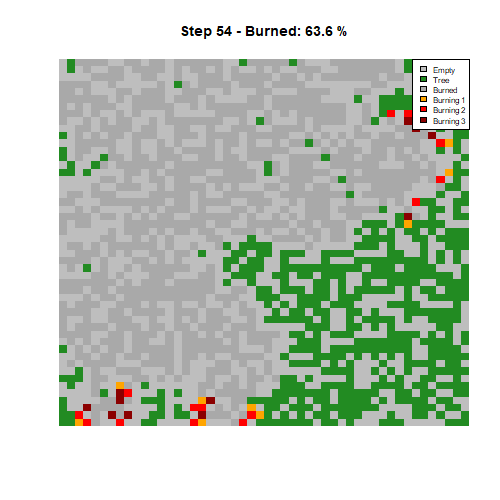 Step 54 - Burned: 63.6 %
Empty
Tree
Burned
Burning 1
Burning 2
Burning 3